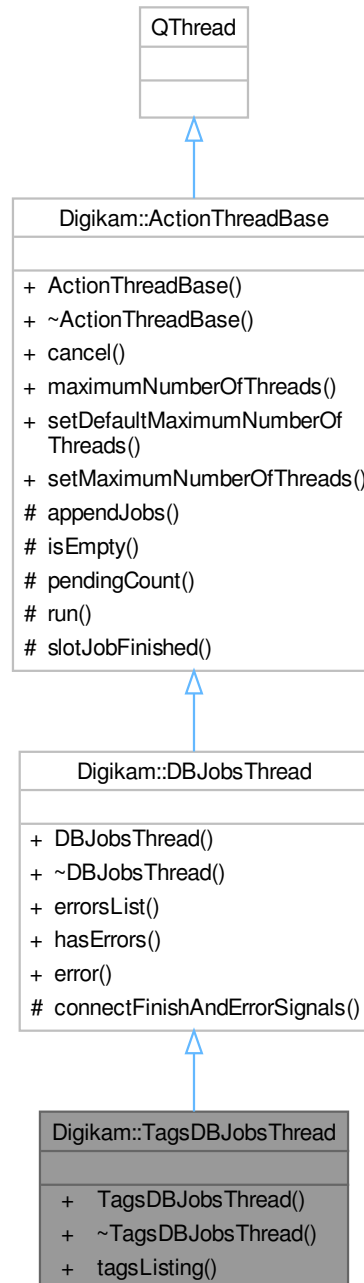 QThread
Digikam::ActionThreadBase
+ ActionThreadBase()
+ ~ActionThreadBase()
+ cancel()
+ maximumNumberOfThreads()
+ setDefaultMaximumNumberOf
Threads()
+ setMaximumNumberOfThreads()
# appendJobs()
# isEmpty()
# pendingCount()
# run()
# slotJobFinished()
Digikam::DBJobsThread
+ DBJobsThread()
+ ~DBJobsThread()
+ errorsList()
+ hasErrors()
+ error()
# connectFinishAndErrorSignals()
Digikam::TagsDBJobsThread
+ TagsDBJobsThread()
+ ~TagsDBJobsThread()
+ tagsListing()